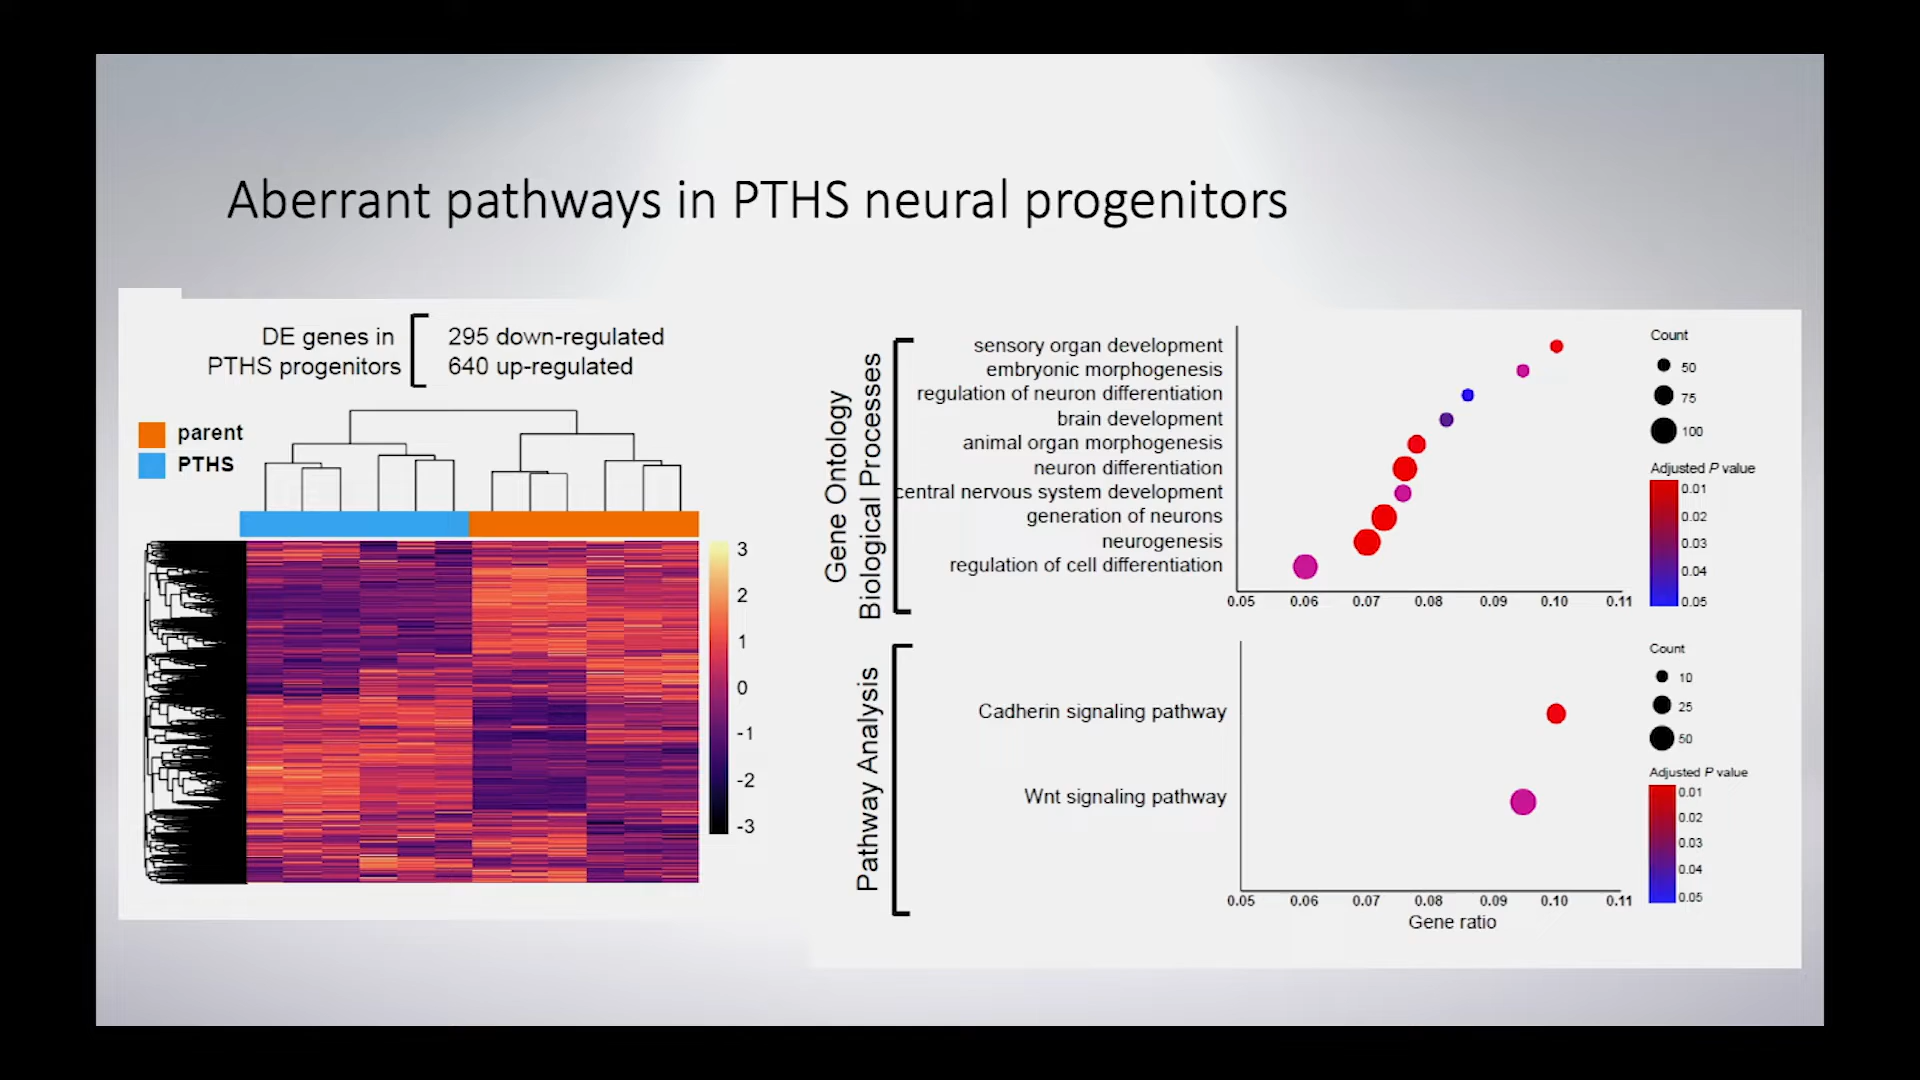 Aberrant pathways in PTHS neural progenitors
DE genes in
PTHS progenitors
295 down-regulated
640 up-regulated
parent
PTHS
3
2
1
0
-1
-2
-3
Gene Ontology
Biological Processes
sensory organ development
embryonic morphogenesis
regulation of neuron differentiation
brain development
animal organ morphogenesis
neuron differentiation
central nervous system development
generation of neurons
neurogenesis
regulation of cell differentiation
0.05 0.06 0.07 0.08 0.09 0.10 0.11
Count
50
75
100
Adjusted P value
0.01
0.02
0.03
0.04
0.05
Pathway Analysis
Cadherin signaling pathway
Wnt signaling pathway
0.05 0.06 0.07 0.08 0.09 0.10 0.11
Gene ratio
Count
10
25
50
Adjusted P value
0.01
0.02
0.03
0.04
0.05